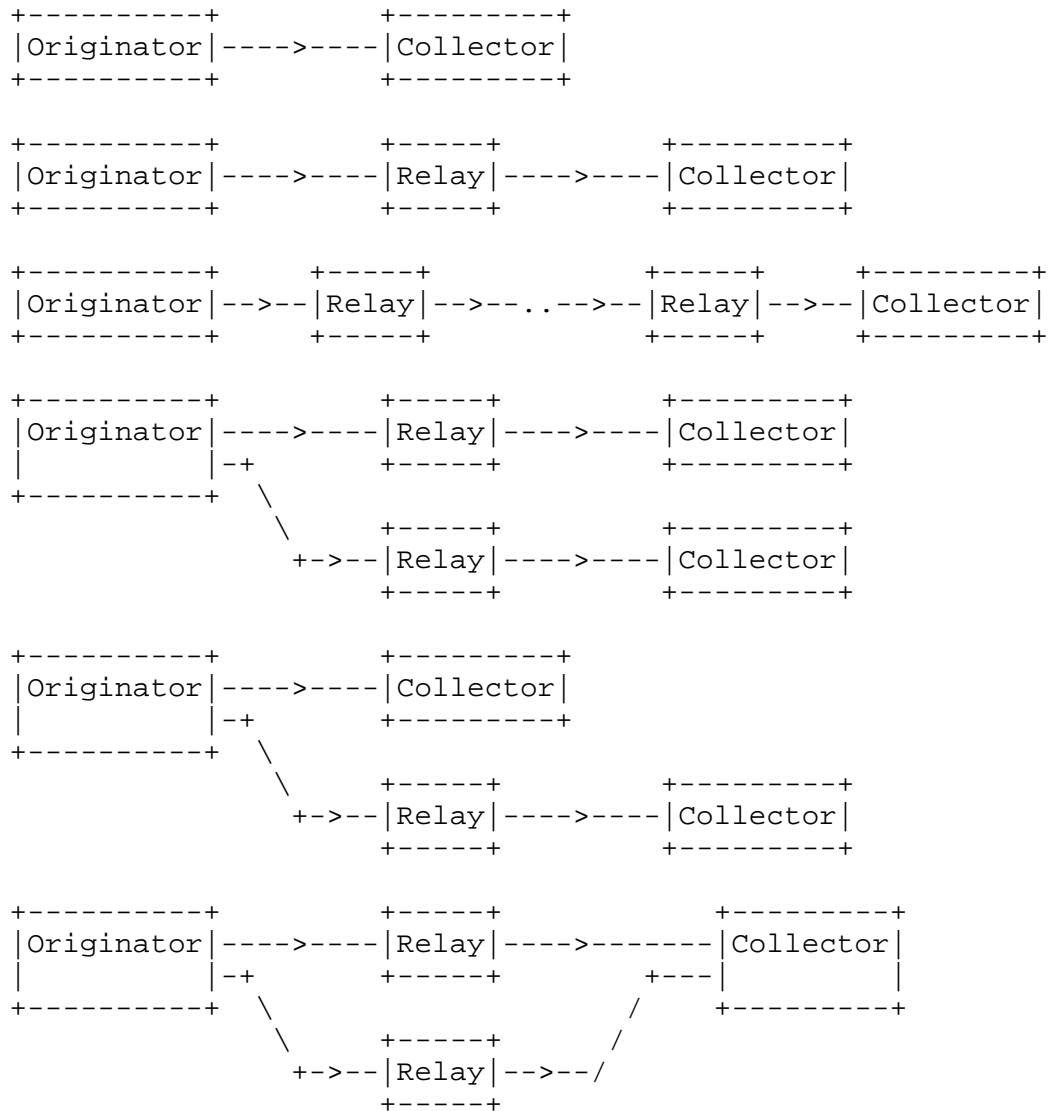 +----------+         +---------+
|Originator|---->----|Collector|
+----------+         +---------+

+----------+         +-----+         +---------+
|Originator|---->----|Relay|---->----|Collector|
+----------+         +-----+         +---------+

+----------+     +-----+            +-----+     +---------+
|Originator|-->--|Relay|-->--..-->--|Relay|-->--|Collector|
+----------+     +-----+            +-----+     +---------+

+----------+         +-----+         +---------+
|Originator|---->----|Relay|---->----|Collector|
|          |-+       +-----+         +---------+
+----------+  \
               \     +-----+         +---------+
                +->--|Relay|---->----|Collector|
                     +-----+         +---------+

+----------+         +---------+
|Originator|---->----|Collector|
|          |-+       +---------+
+----------+  \
               \     +-----+         +---------+
                +->--|Relay|---->----|Collector|
                     +-----+         +---------+

+----------+         +-----+            +---------+
|Originator|---->----|Relay|---->-------|Collector|
|          |-+       +-----+        +---|         |
+----------+  \                    /    +---------+
               \     +-----+      /
                +->--|Relay|-->--/
                     +-----+